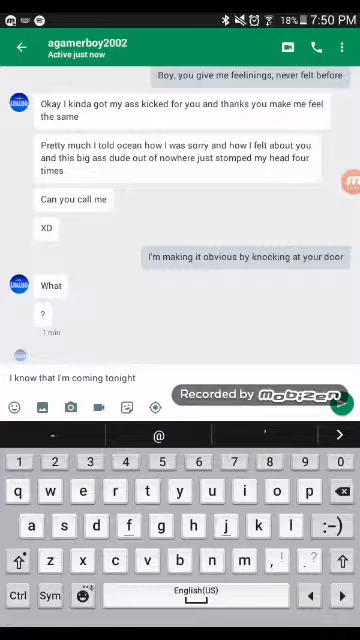 18% 7:50 PM
agamerboy2002
Active just now
Boy, you give me feelinings, never felt before
Okay I kinda got my ass kicked for you and thanks you make me feel
the same
Pretty much I told ocean how I was sorry and how I felt about you
and this big ass dude out of nowhere just stomped my head four
times
Can you call me
XD
I'm making it obvious by knocking at your door
What
?
1 min
I know that I'm coming tonight
Recorded by mobizen
- @ '
1 2 3 4 5 6 7 8 9 0
q w e r t y u i o p
a s d f g h j k l :-)
z x c v b n m , ! . ?
Ctrl Sym English(US)